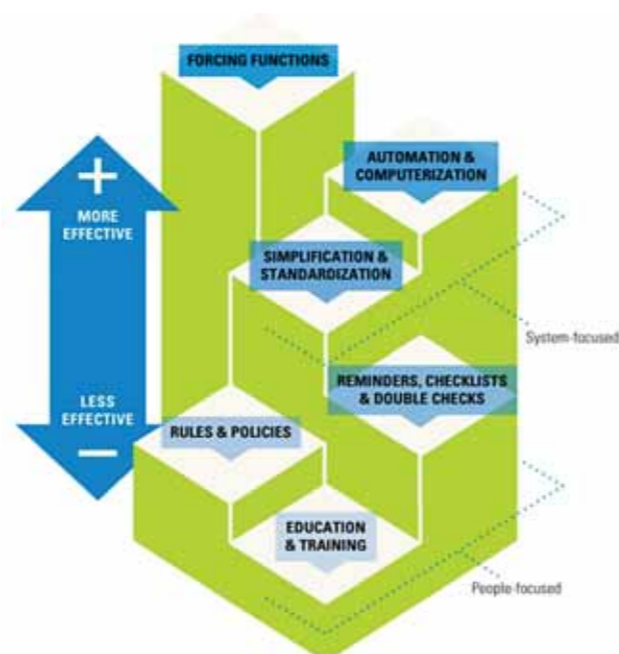 FORCING FUNCTIONS
AUTOMATION &
COMPUTERIZATION
+
MORE
EFFECTIVE
SIMPLIFICATION &
STANDARDIZATION
System-focused
REMINDERS, CHECKLISTS
& DOUBLE CHECKS
LESS
EFFECTIVE
–
RULES & POLICIES
EDUCATION
& TRAINING
People-focused